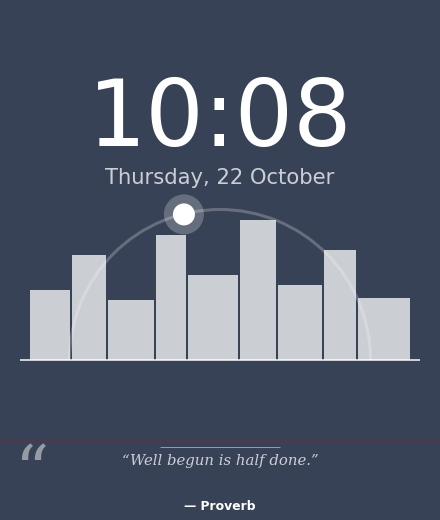 10:08
Thursday, 22 October
“
“Well begun is half done.”
— Proverb